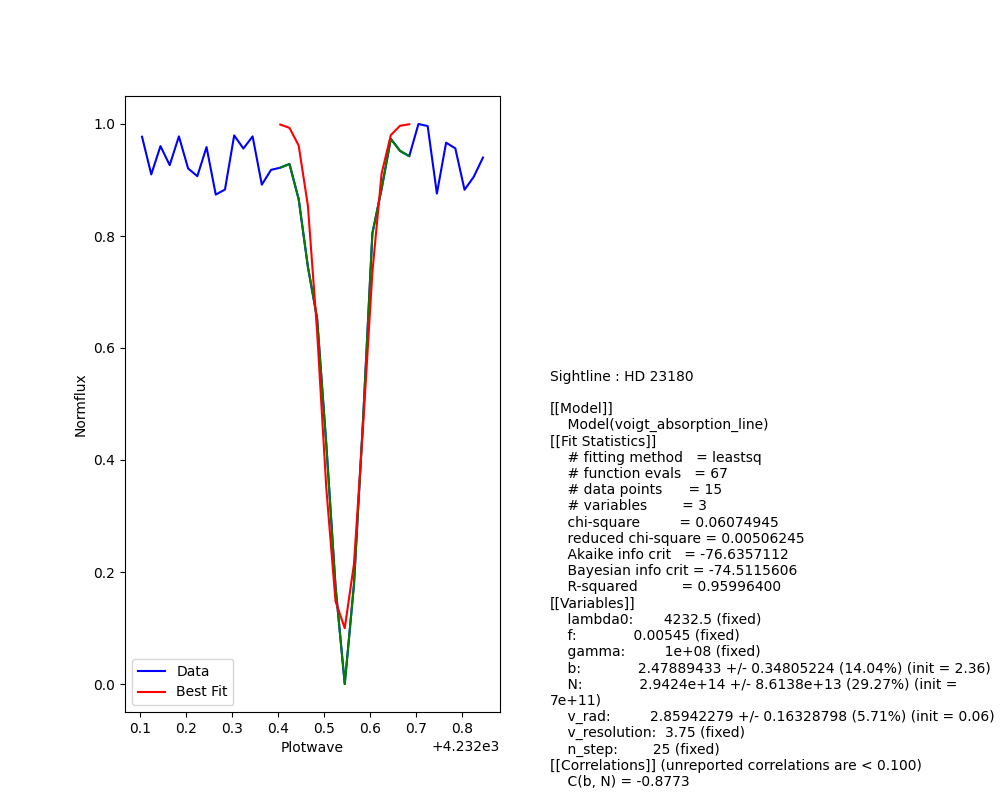 1.0
0.8
0.6
0.4
0.2
0.0
Normflux
Data
Best Fit
0.1 0.2 0.3 0.4 0.5 0.6 0.7 0.8
Plotwave
+4.232e3
Sightline : HD 23180
[[Model]]
Model(voigt_absorption_line)
[[Fit Statistics]]
# fitting method = leastsq
# function evals = 67
# data points = 15
# variables = 3
chi-square = 0.06074945
reduced chi-square = 0.00506245
Akaike info crit = -76.6357112
Bayesian info crit = -74.5115606
R-squared = 0.95996400
[[Variables]]
lambda0: 4232.5 (fixed)
f: 0.00545 (fixed)
gamma: 1e+08 (fixed)
b: 2.47889433 +/- 0.34805224 (14.04%) (init = 2.36)
N: 2.9424e+14 +/- 8.6138e+13 (29.27%) (init =
7e+11)
v_rad: 2.85942279 +/- 0.16328798 (5.71%) (init = 0.06)
v_resolution: 3.75 (fixed)
n_step: 25 (fixed)
[[Correlations]] (unreported correlations are < 0.100)
C(b, N) = -0.8773